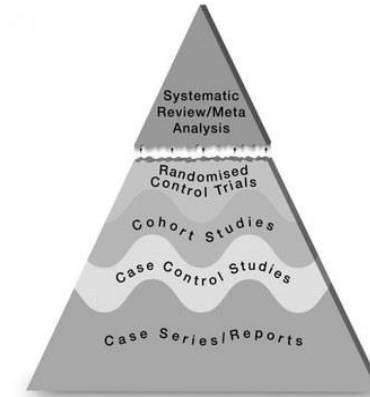 Systematic
Review/Meta
Analysis
Randomised
Control Trials
Cohort Studies
Case Control Studies
Case Series/Reports